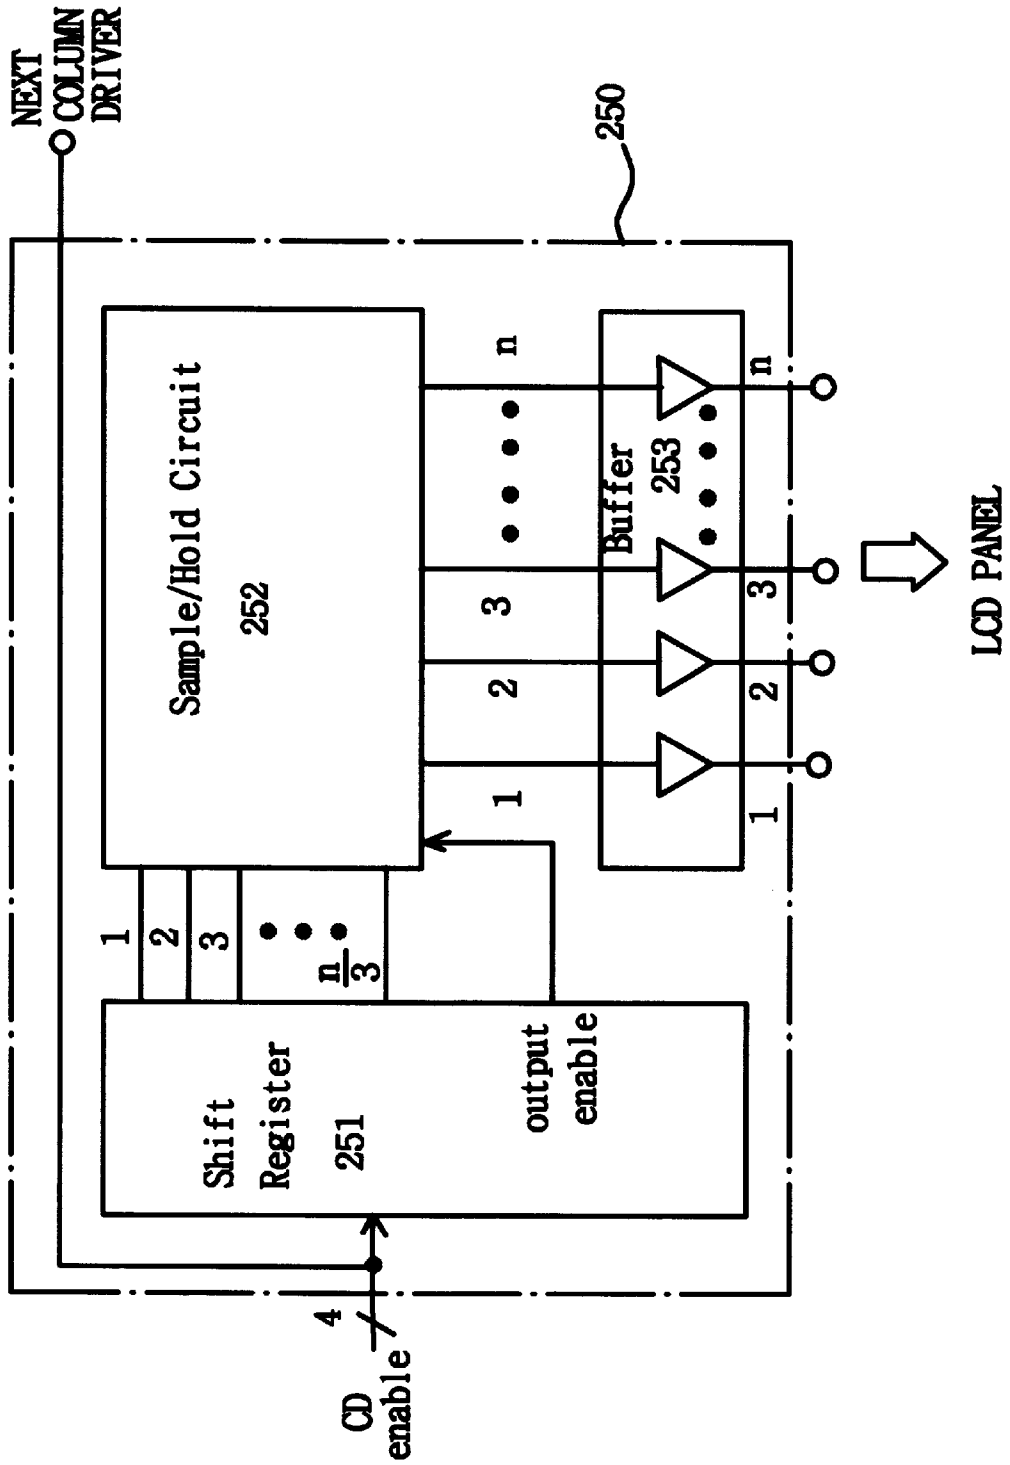 NEXT
COLUMN
DRIVER
250
Sample/Hold Circuit
252
1
2
3
n
3
Shift
Register
251
output
enable
1
2
3
n
Buffer
253
1
2
3
n
4
CD
enable
LCD PANEL